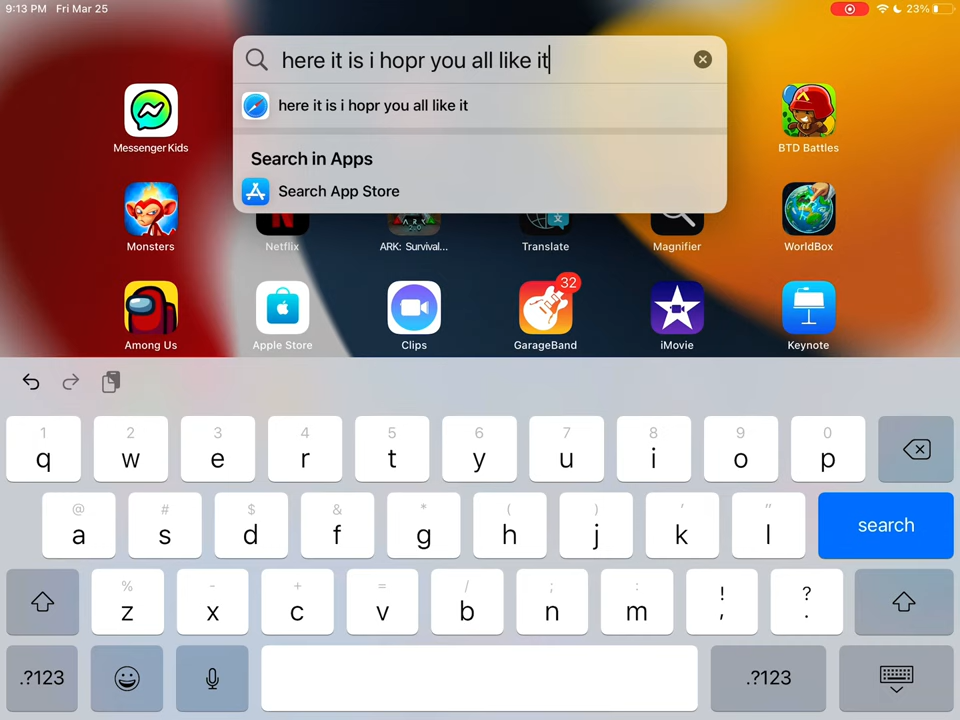 9:13 PM Fri Mar 25 23%
here it is i hopr you all like it
here it is i hopr you all like it
Search in Apps
Search App Store
Messenger Kids BTD Battles
Monsters Netflix ARK: Survival... Translate Magnifier WorldBox
32
Among Us Apple Store Clips GarageBand iMovie Keynote
1 2 3 4 5 6 7 8 9 0
q w e r t y u i o p
@ # $ & * ( ) ' "
a s d f g h j k l search
% - + = / ; : ! ?
z x c v b n m , .
.?123 .?123